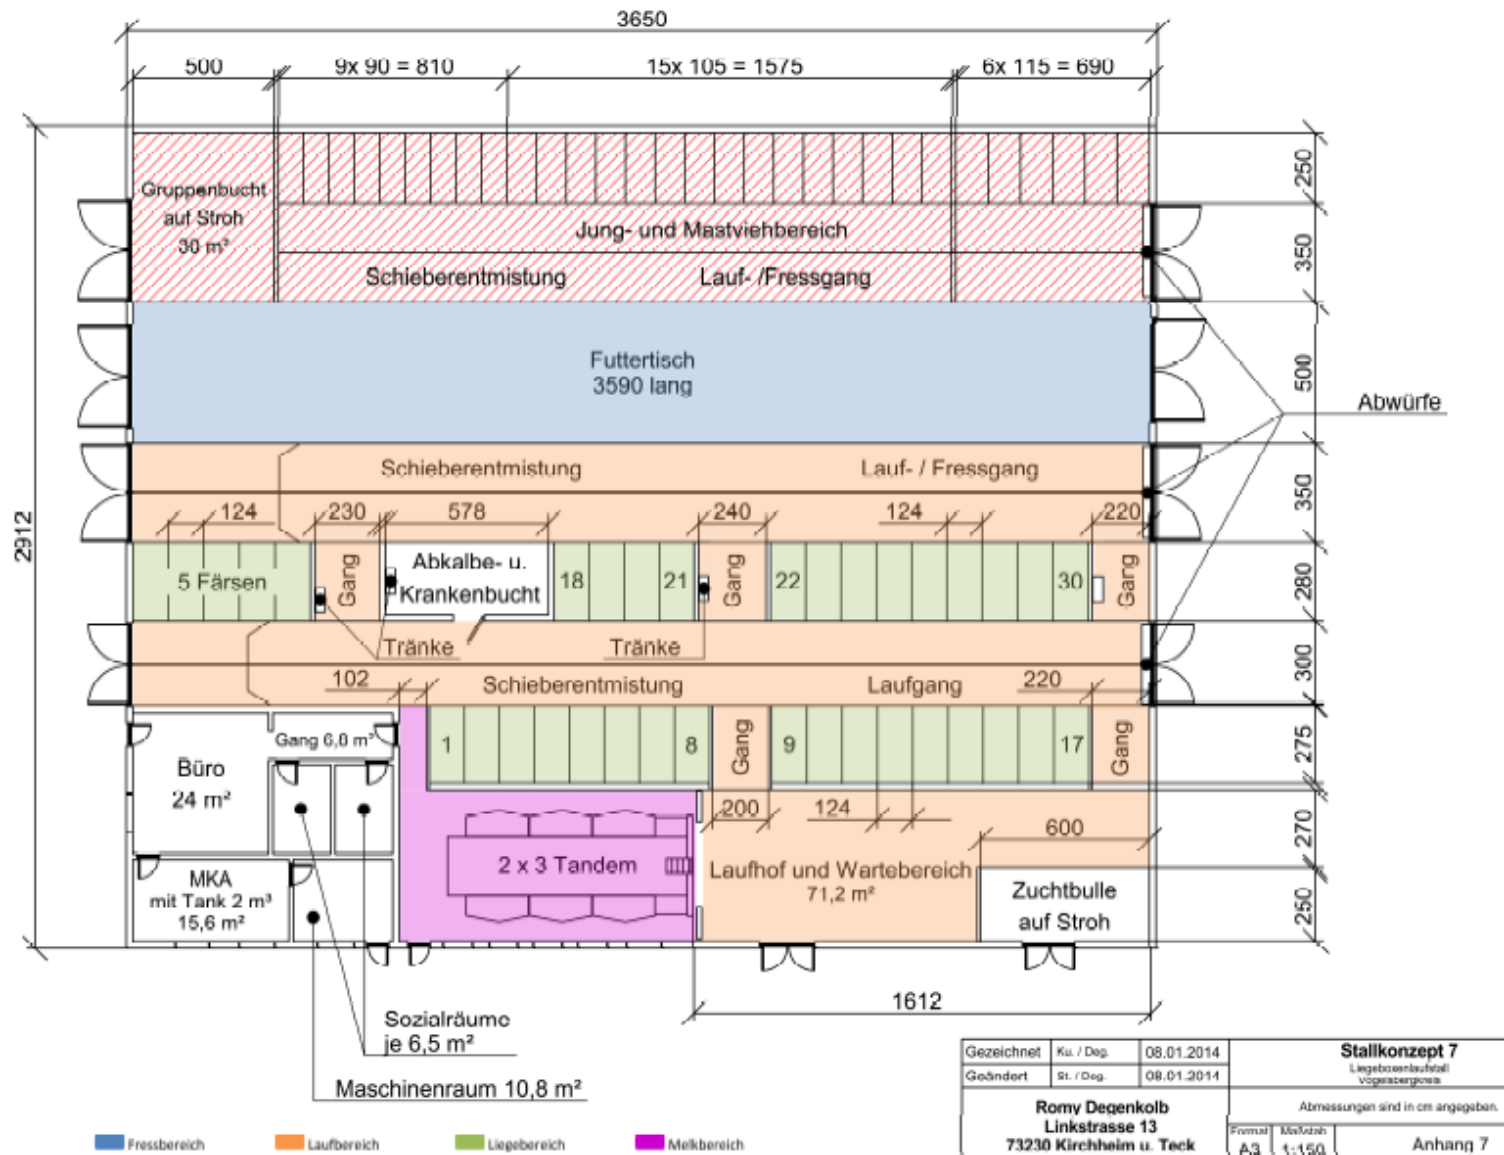 3650
500
9x 90 = 810
15x 105 = 1575
6x 115 = 690
Gruppenbucht
auf Stroh
30 m²
250
Jung- und Mastviehbereich
350
Schieberentmistung
Lauf- /Fressgang
Futtertisch
3590 lang
500
Abwürfe
Schieberentmistung
Lauf- / Fressgang
350
2912
124
230
578
240
124
220
5 Färsen
Gang
Abkalbe- u.
Krankenbucht
18
21
Gang
22
30
Gang
280
Tränke
Tränke
300
102
Schieberentmistung
Laufgang
220
Gang 6,8 m²
Büro
24 m²
1
8
Gang
9
17
Gang
275
200
124
600
270
2 x 3 Tandem
Laufhof und Wartebereich
71,2 m²
MKA
mit Tank 2 m³
15,6 m²
Zuchtbulle
auf Stroh
250
1612
Sozialräume
je 6,5 m²
Maschinenraum 10,8 m²
Gezeichnet
Ku. / Deg.
08.01.2014
Stallkonzept 7
Liegeboxenlaufstall
Vogelsbergkreis
Geändert
St. / Deg.
08.01.2014
Romy Degenkolb
Linkstrasse 13
73230 Kirchheim u. Teck
Abmessungen sind in cm angegeben.
Format
A3
Maßstab
1:150
Anhang 7
Fressbereich
Laufbereich
Liegebereich
Melkbereich